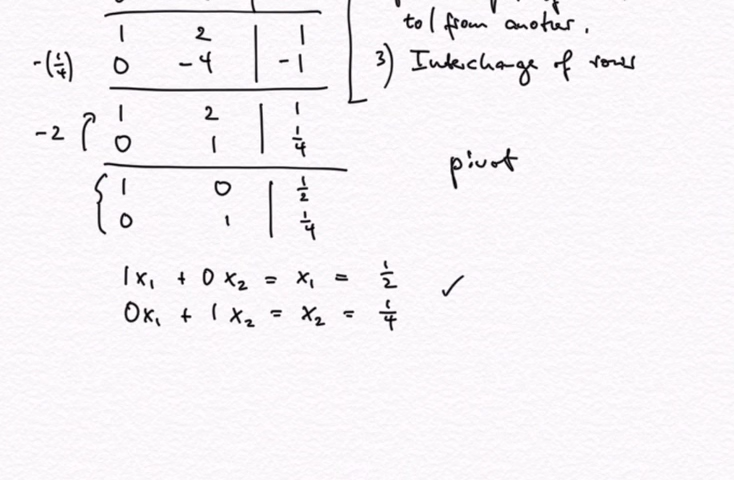 to/from another.
1 2 | 1
-(1/4) 0 -4 | -1
3) Interchange of rows
1 2 | 1
-2 0 1 | 1/4
pivot
1 0 | 1/2
0 1 | 1/4
1x₁ + 0x₂ = x₁ = 1/2 ✓
0x₁ + 1x₂ = x₂ = 1/4